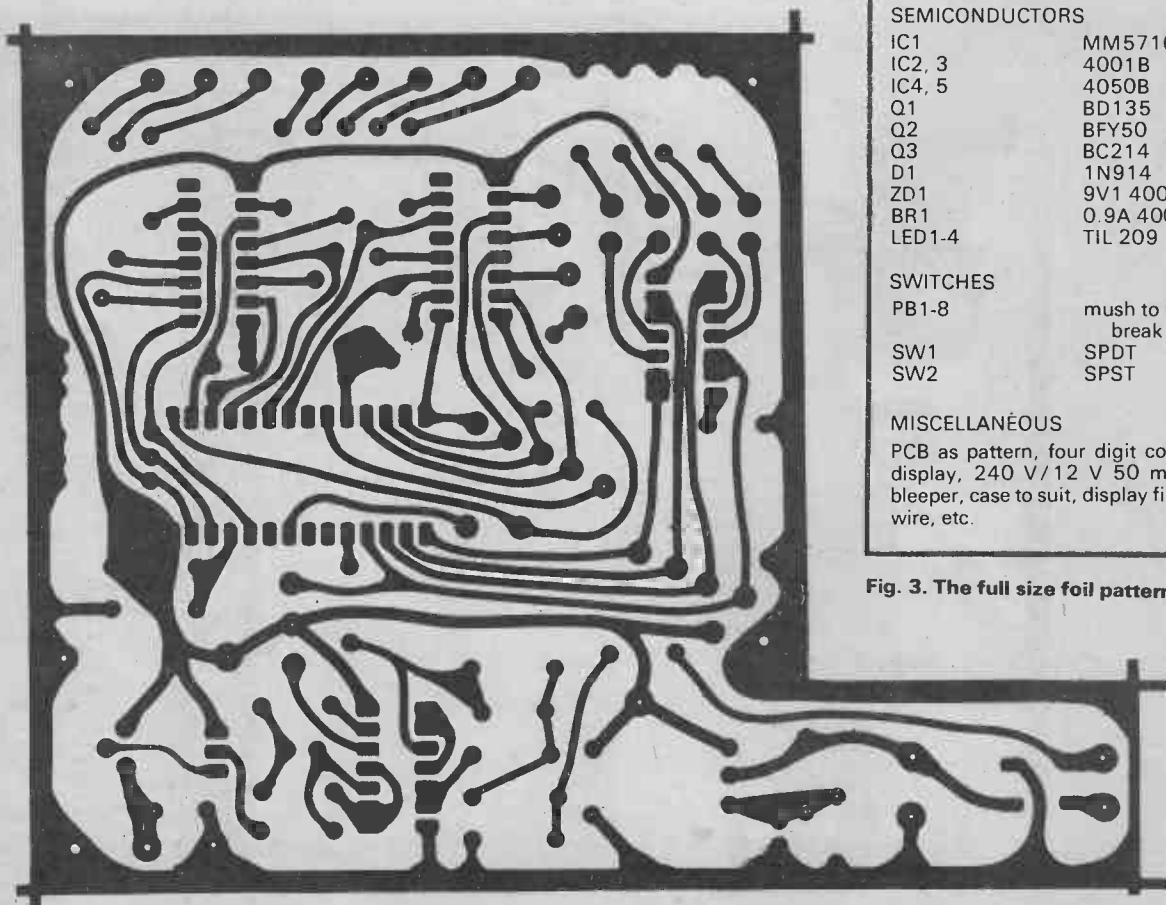 SEMICONDUCTORS
IC1 MM5716
IC2, 3 4001B
IC4, 5 4050B
Q1 BD135
Q2 BFY50
Q3 BC214
D1 1N914
ZD1 9V1 400
BR1 0.9A 400
LED1-4 TIL 209
SWITCHES
PB1-8 mush to
break
SW1 SPDT
SW2 SPST
MISCELLANEOUS
PCB as pattern, four digit co
display, 240 V/12 V 50 m
bleeper, case to suit, display fi
wire, etc.
Fig. 3. The full size foil pattern